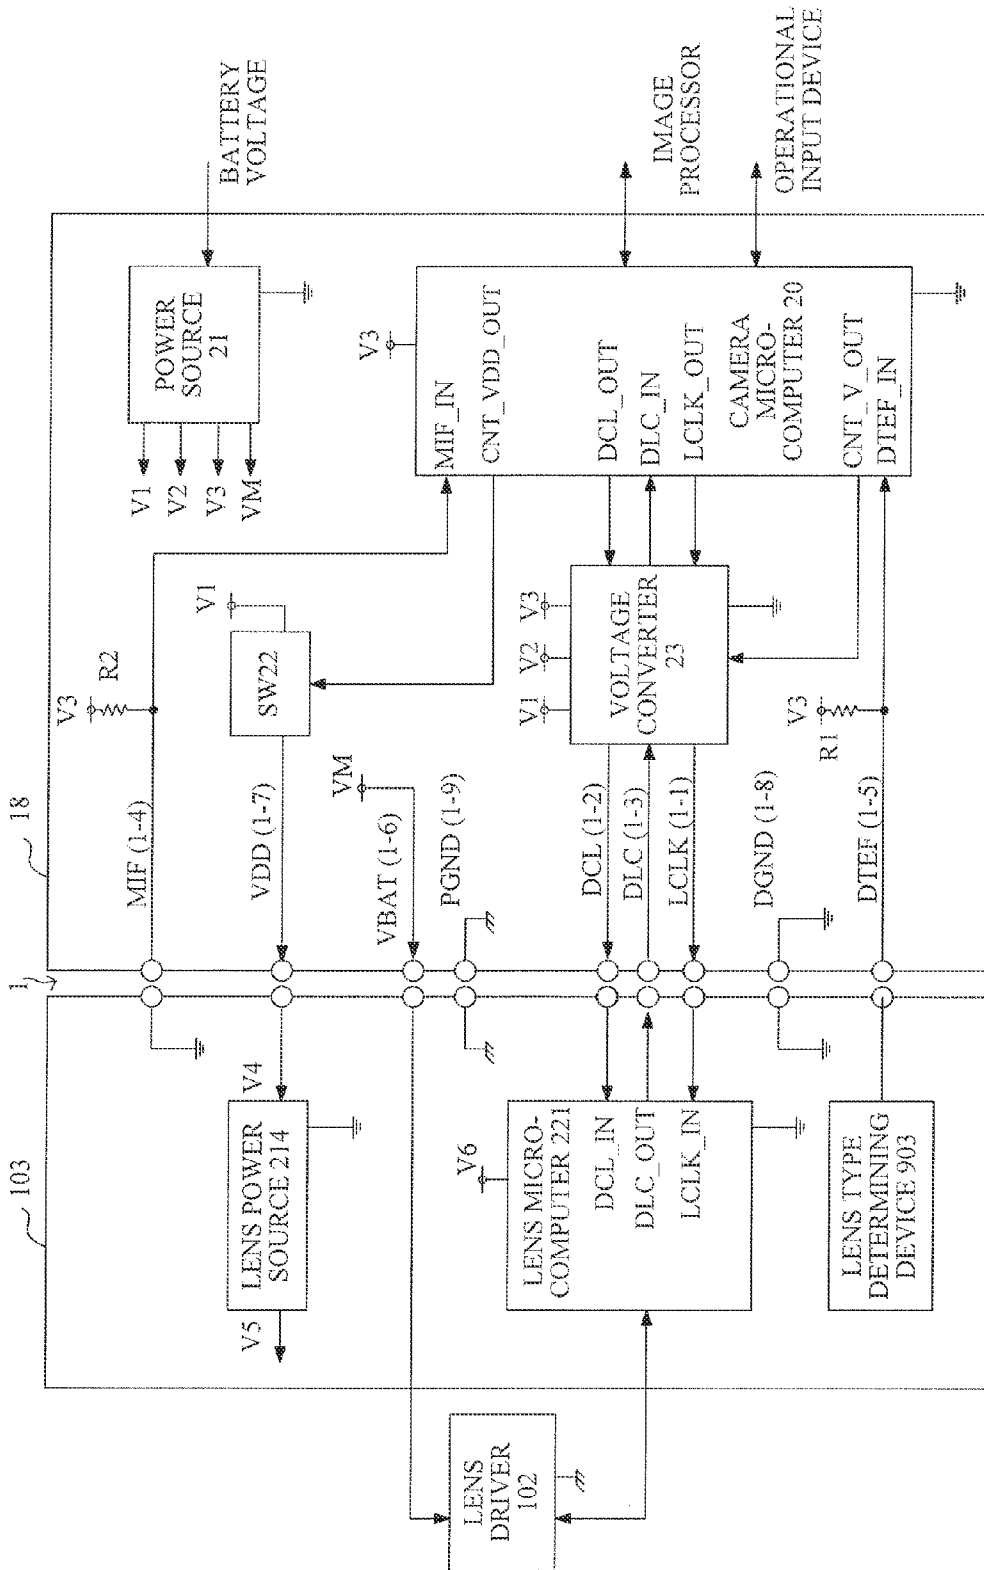 103
1
18
V5
LENS POWER
SOURCE 214
V4
MIF (1-4)
V3
R2
VDD (1-7)
SW22
V1
V1
V2
V3
VM
POWER
SOURCE
21
BATTERY
VOLTAGE
VBAT (1-6)
VM
PGND (1-9)
LENS
DRIVER
102
V6
LENS MICRO-
COMPUTER 221
DCL_IN
DLC_OUT
LCLK_IN
DCL (1-2)
DLC (1-3)
LCLK (1-1)
V1
V2
V3
VOLTAGE
CONVERTER
23
V3
MIF_IN
CNT_VDD_OUT
DCL_OUT
DLC_IN
LCLK_OUT
CAMERA
MICRO-
COMPUTER 20
CNT_V_OUT
DTEF_IN
IMAGE
PROCESSOR
OPERATIONAL
INPUT DEVICE
DGND (1-8)
LENS TYPE
DETERMINING
DEVICE 903
DTEF (1-5)
V3
R1